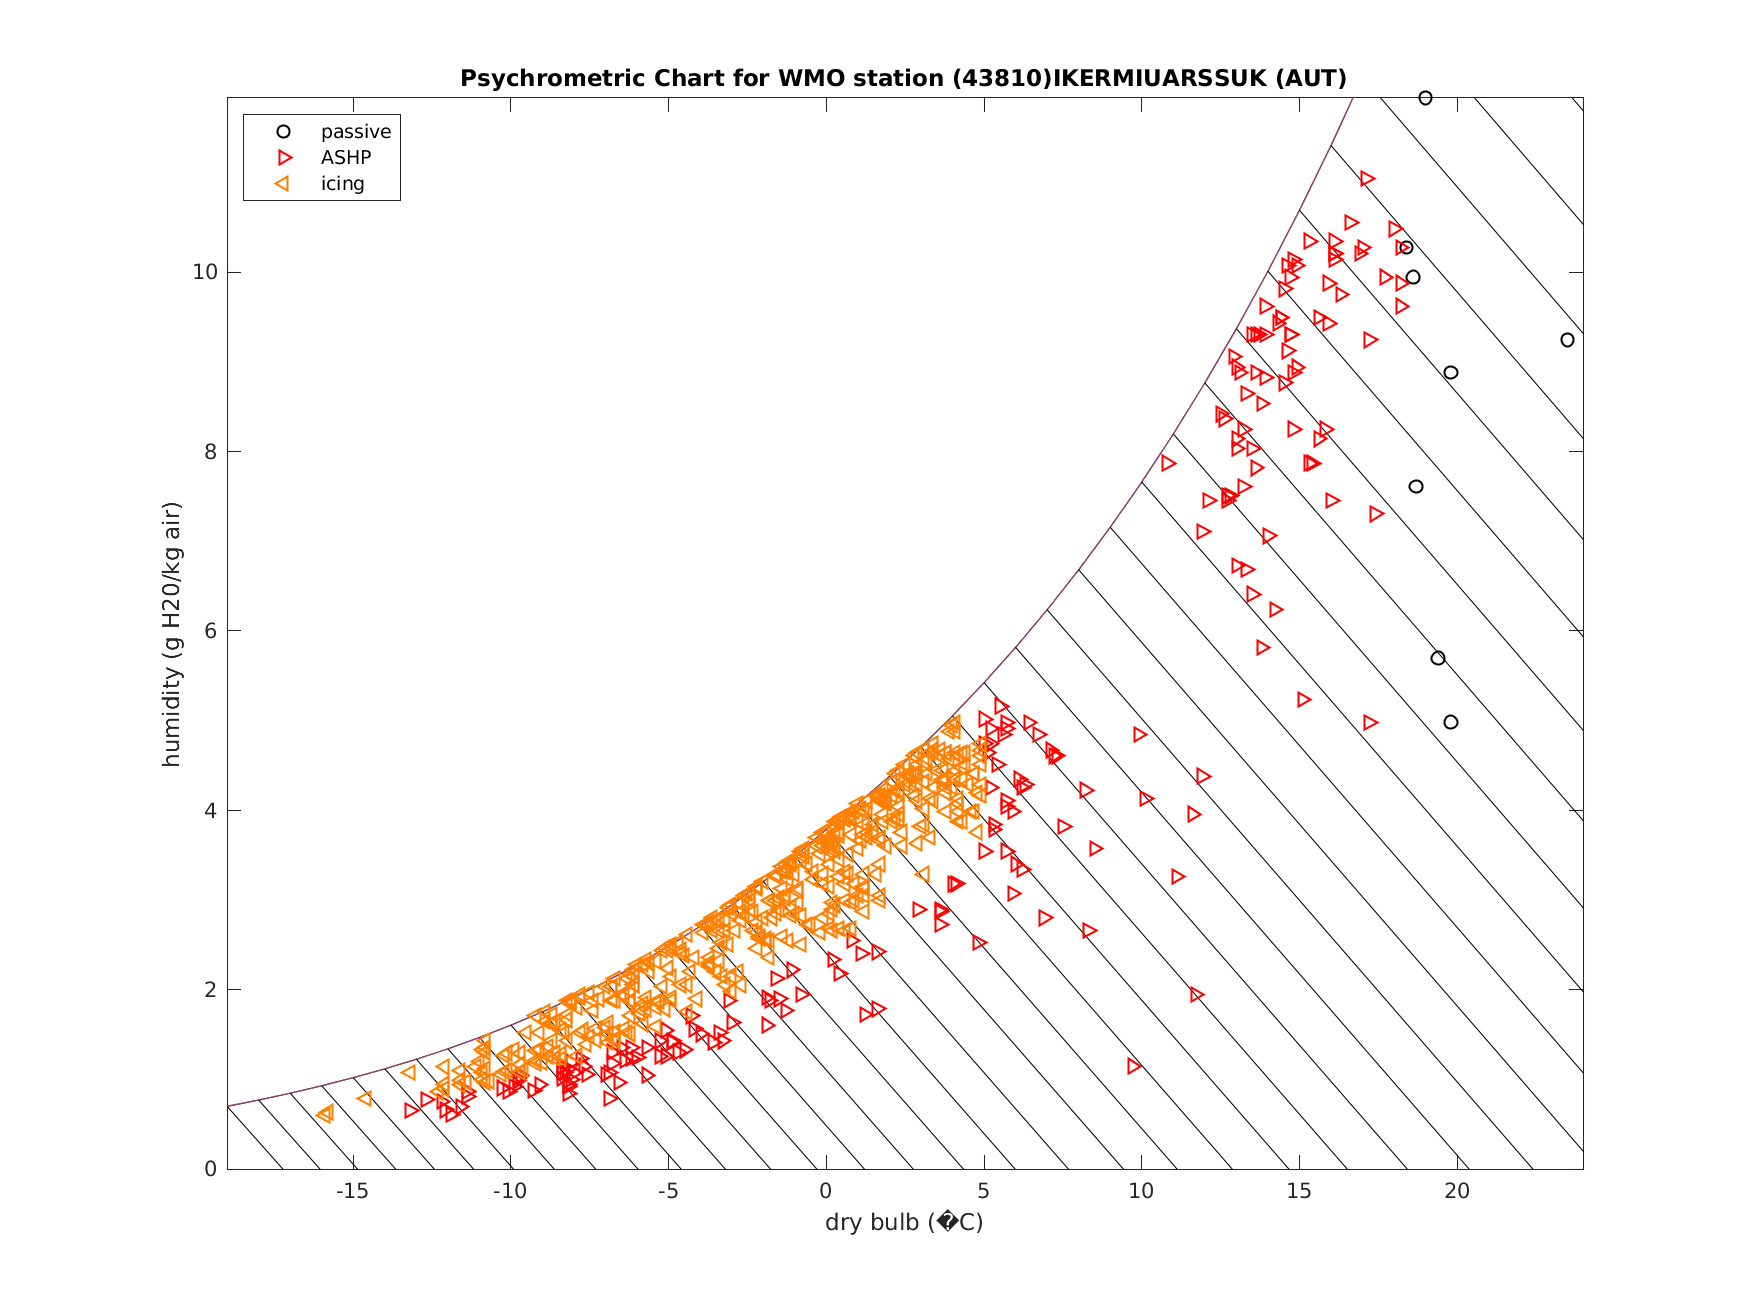 Psychrometric Chart for WMO station (43810)IKERMIUARSSUK (AUT)
passive
ASHP
icing
10
8
6
4
2
0
humidity (g H20/kg air)
-15 -10 -5 0 5 10 15 20
dry bulb (�C)